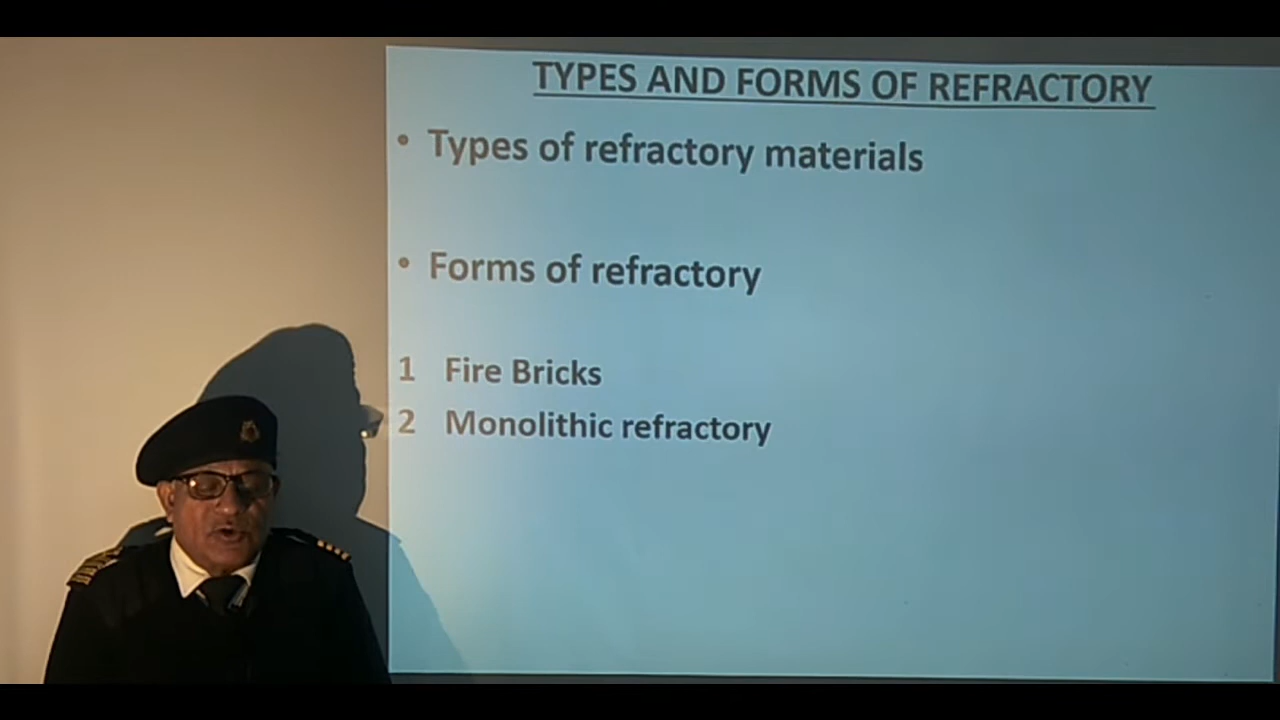 TYPES AND FORMS OF REFRACTORY
• Types of refractory materials
• Forms of refractory
1 Fire Bricks
2 Monolithic refractory